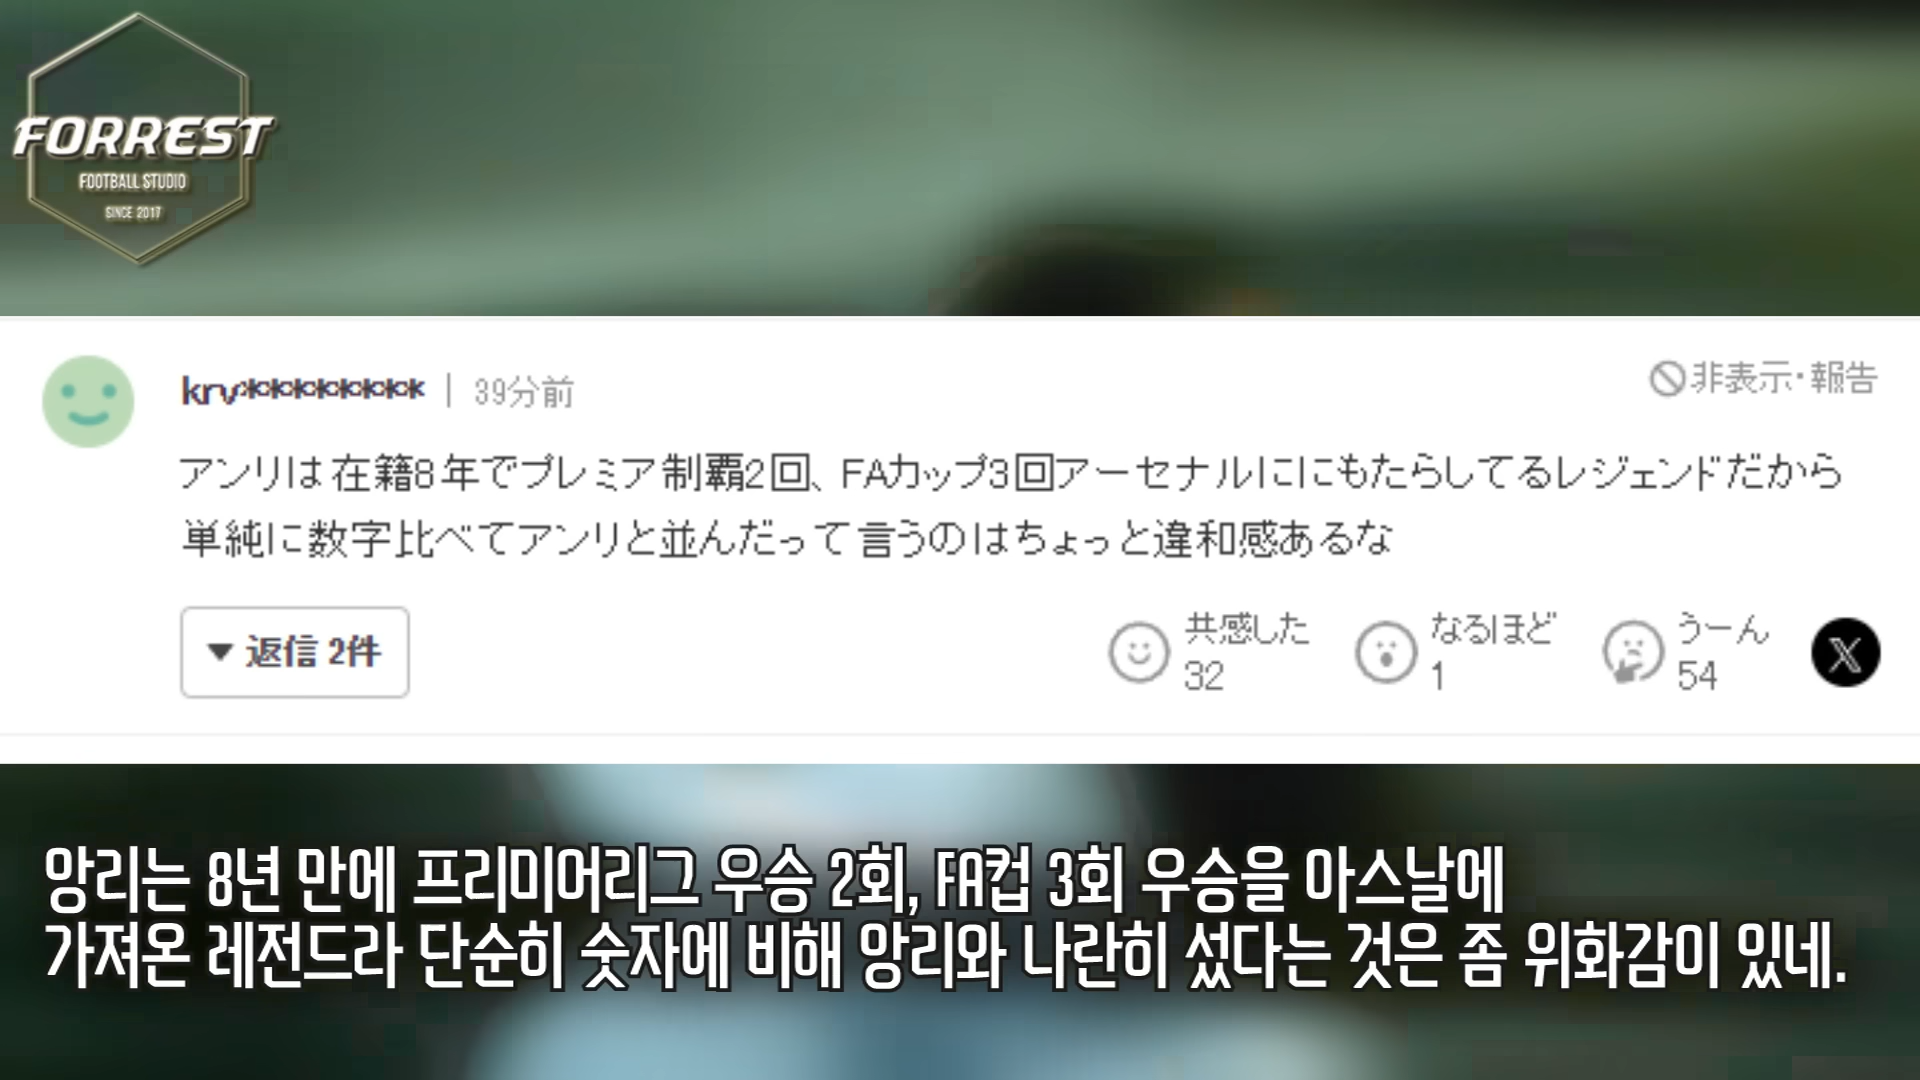 FORREST
FOOTBALL STUDIO
SINCE 2017
krv********* | 39分前
非表示・報告
アンリは在籍8年でプレミア制覇2回、FAカップ3回アーセナルににもたらしてるレジェンドだから
単純に数字比べてアンリと並んだって言うのはちょっと違和感あるな
返信 2件
共感した
32
なるほど
1
うーん
54
앙리는 8년 만에 프리미어리그 우승 2회, FA컵 3회 우승을 아스날에
가져온 레전드라 단순히 숫자에 비해 앙리와 나란히 섰다는 것은 좀 위화감이 있네.